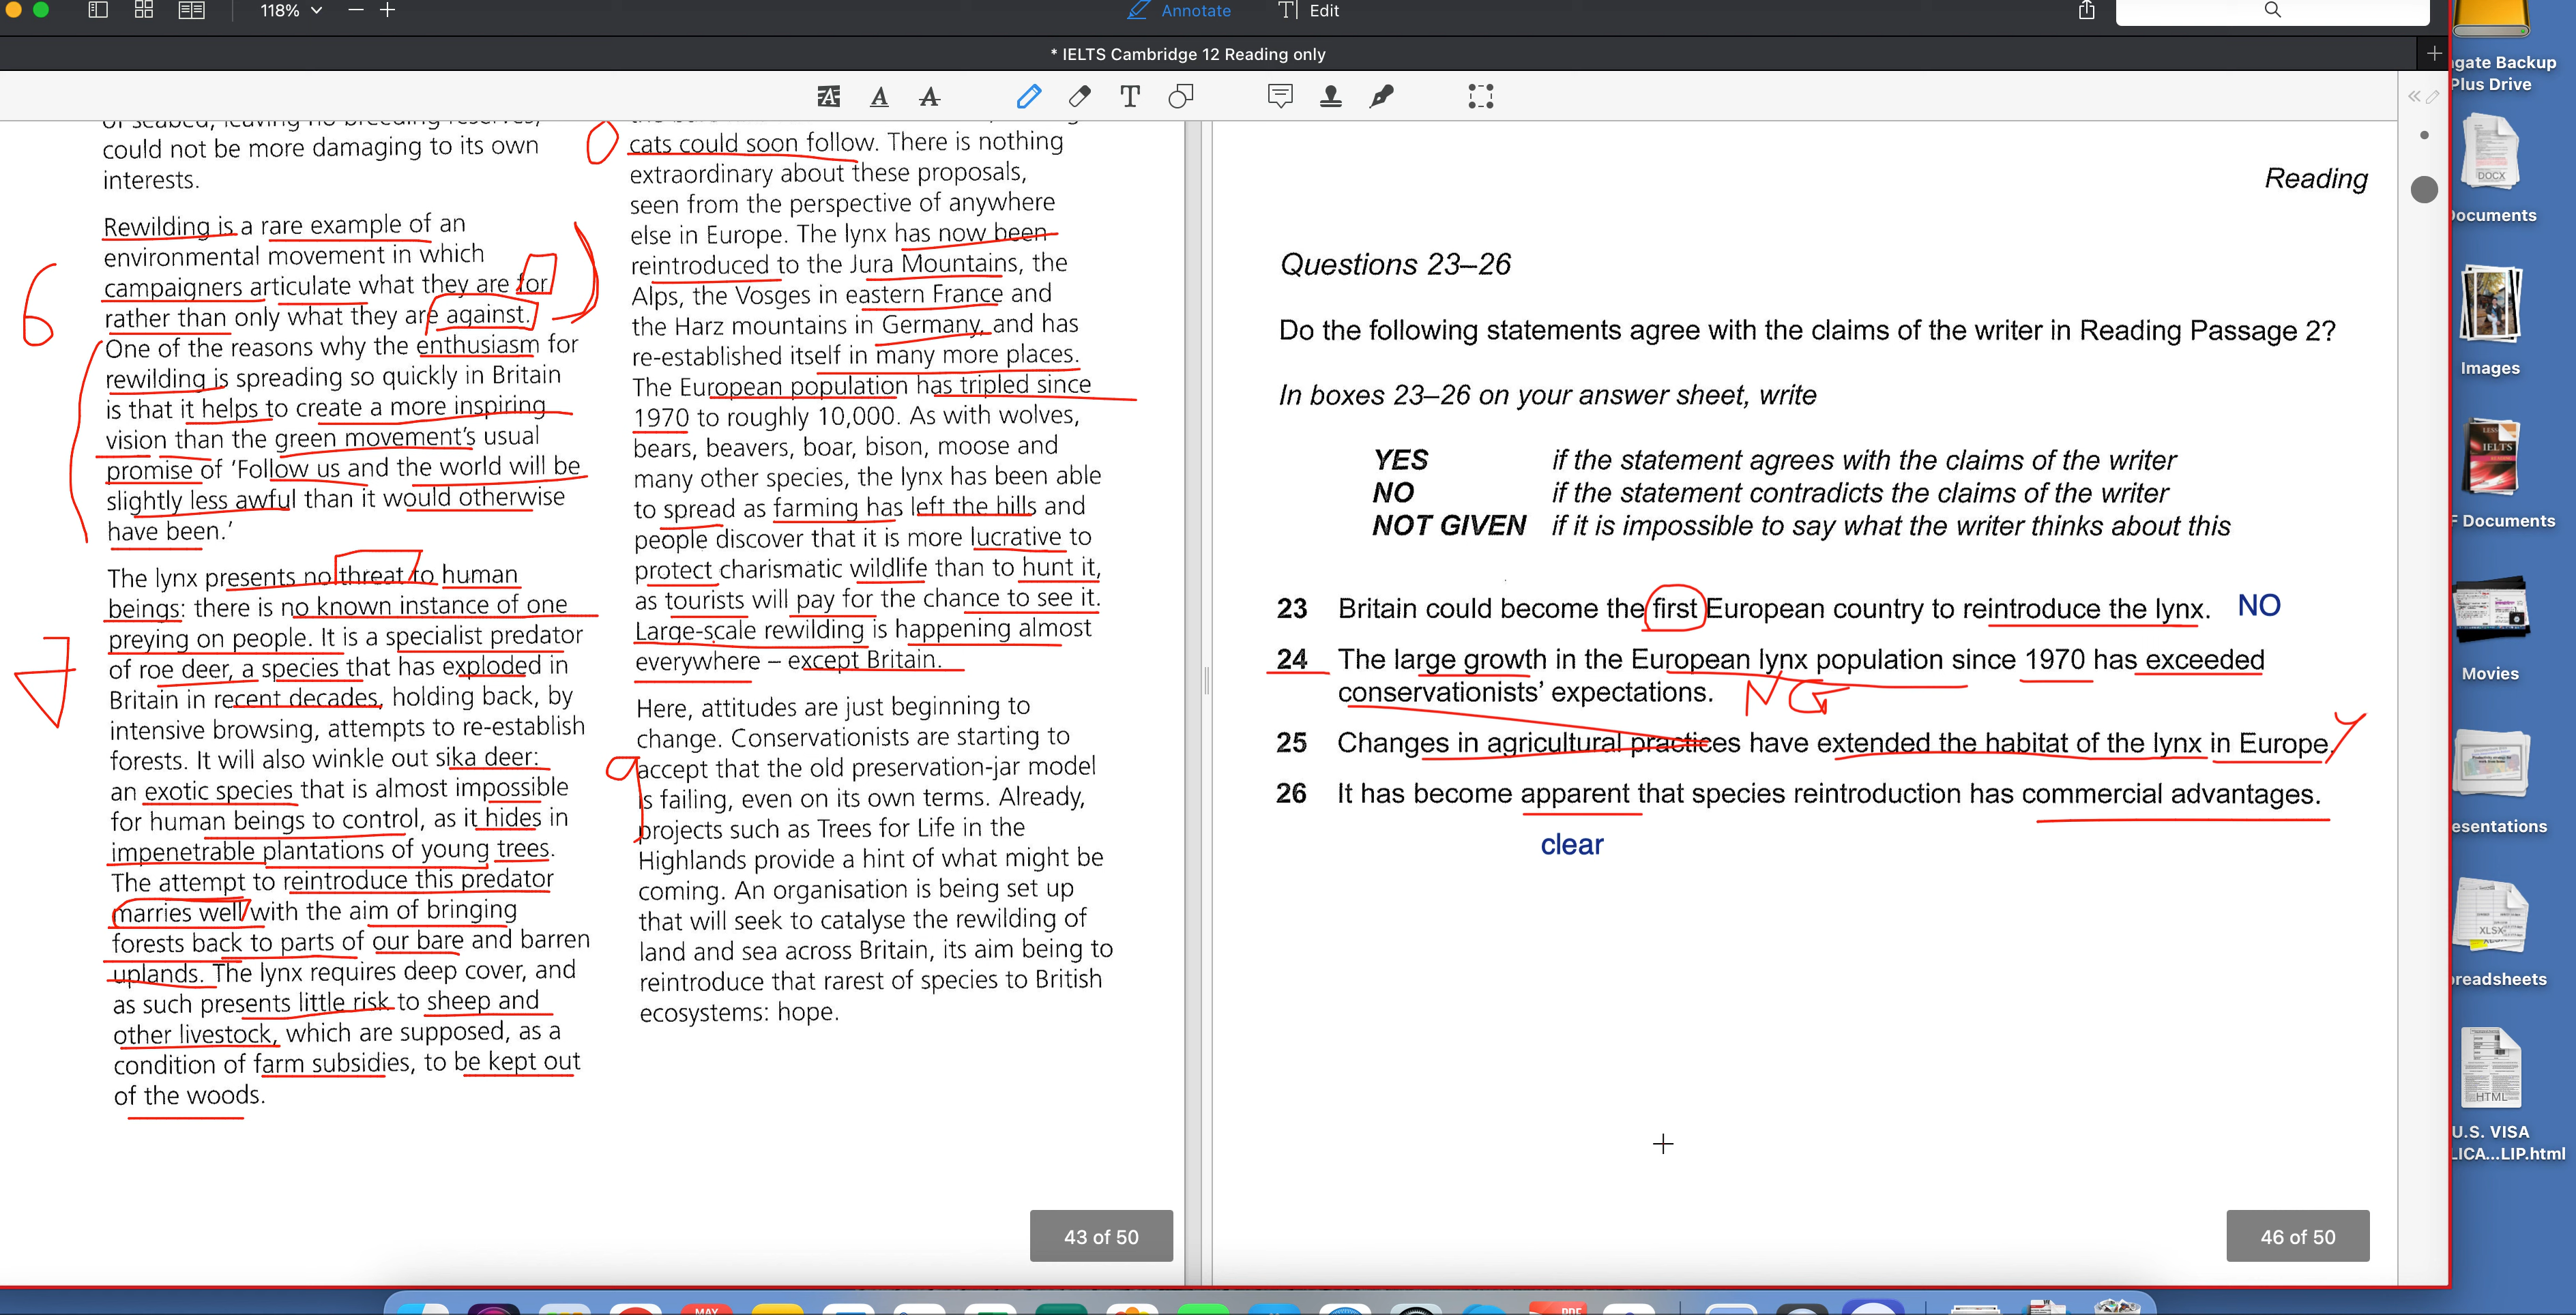 118%
Annotate
Edit
* IELTS Cambridge 12 Reading only
could not be more damaging to its own
interests.
Rewilding is a rare example of an
environmental movement in which
campaigners articulate what they are for
rather than only what they are against.
One of the reasons why the enthusiasm for
rewilding is spreading so quickly in Britain
is that it helps to create a more inspiring
vision than the green movement's usual
promise of 'Follow us and the world will be
slightly less awful than it would otherwise
have been.'
6
The lynx presents no threat to human
beings: there is no known instance of one
preying on people. It is a specialist predator
of roe deer, a species that has exploded in
Britain in recent decades, holding back, by
intensive browsing, attempts to re-establish
forests. It will also winkle out sika deer:
an exotic species that is almost impossible
for human beings to control, as it hides in
impenetrable plantations of young trees.
The attempt to reintroduce this predator
marries well with the aim of bringing
forests back to parts of our bare and barren
uplands. The lynx requires deep cover, and
as such presents little risk to sheep and
other livestock, which are supposed, as a
condition of farm subsidies, to be kept out
of the woods.
7
cats could soon follow. There is nothing
extraordinary about these proposals,
seen from the perspective of anywhere
else in Europe. The lynx has now been
reintroduced to the Jura Mountains, the
Alps, the Vosges in eastern France and
the Harz mountains in Germany, and has
re-established itself in many more places.
The European population has tripled since
1970 to roughly 10,000. As with wolves,
bears, beavers, boar, bison, moose and
many other species, the lynx has been able
to spread as farming has left the hills and
people discover that it is more lucrative to
protect charismatic wildlife than to hunt it,
as tourists will pay for the chance to see it.
Large-scale rewilding is happening almost
everywhere – except Britain.
Here, attitudes are just beginning to
change. Conservationists are starting to
accept that the old preservation-jar model
is failing, even on its own terms. Already,
projects such as Trees for Life in the
Highlands provide a hint of what might be
coming. An organisation is being set up
that will seek to catalyse the rewilding of
land and sea across Britain, its aim being to
reintroduce that rarest of species to British
ecosystems: hope.
9
43 of 50
Reading
Questions 23–26
Do the following statements agree with the claims of the writer in Reading Passage 2?
In boxes 23–26 on your answer sheet, write
YES if the statement agrees with the claims of the writer
NO if the statement contradicts the claims of the writer
NOT GIVEN if it is impossible to say what the writer thinks about this
23 Britain could become the first European country to reintroduce the lynx. NO
24 The large growth in the European lynx population since 1970 has exceeded
conservationists' expectations. NG
25 Changes in agricultural practices have extended the habitat of the lynx in Europe. Y
26 It has become apparent that species reintroduction has commercial advantages.
clear
46 of 50
gate Backup
Plus Drive
DOCX
ocuments
Images
IELTS
F Documents
Movies
esentations
XLSX
preadsheets
HTML
U.S. VISA
LICA...LIP.html
MAY
PDF